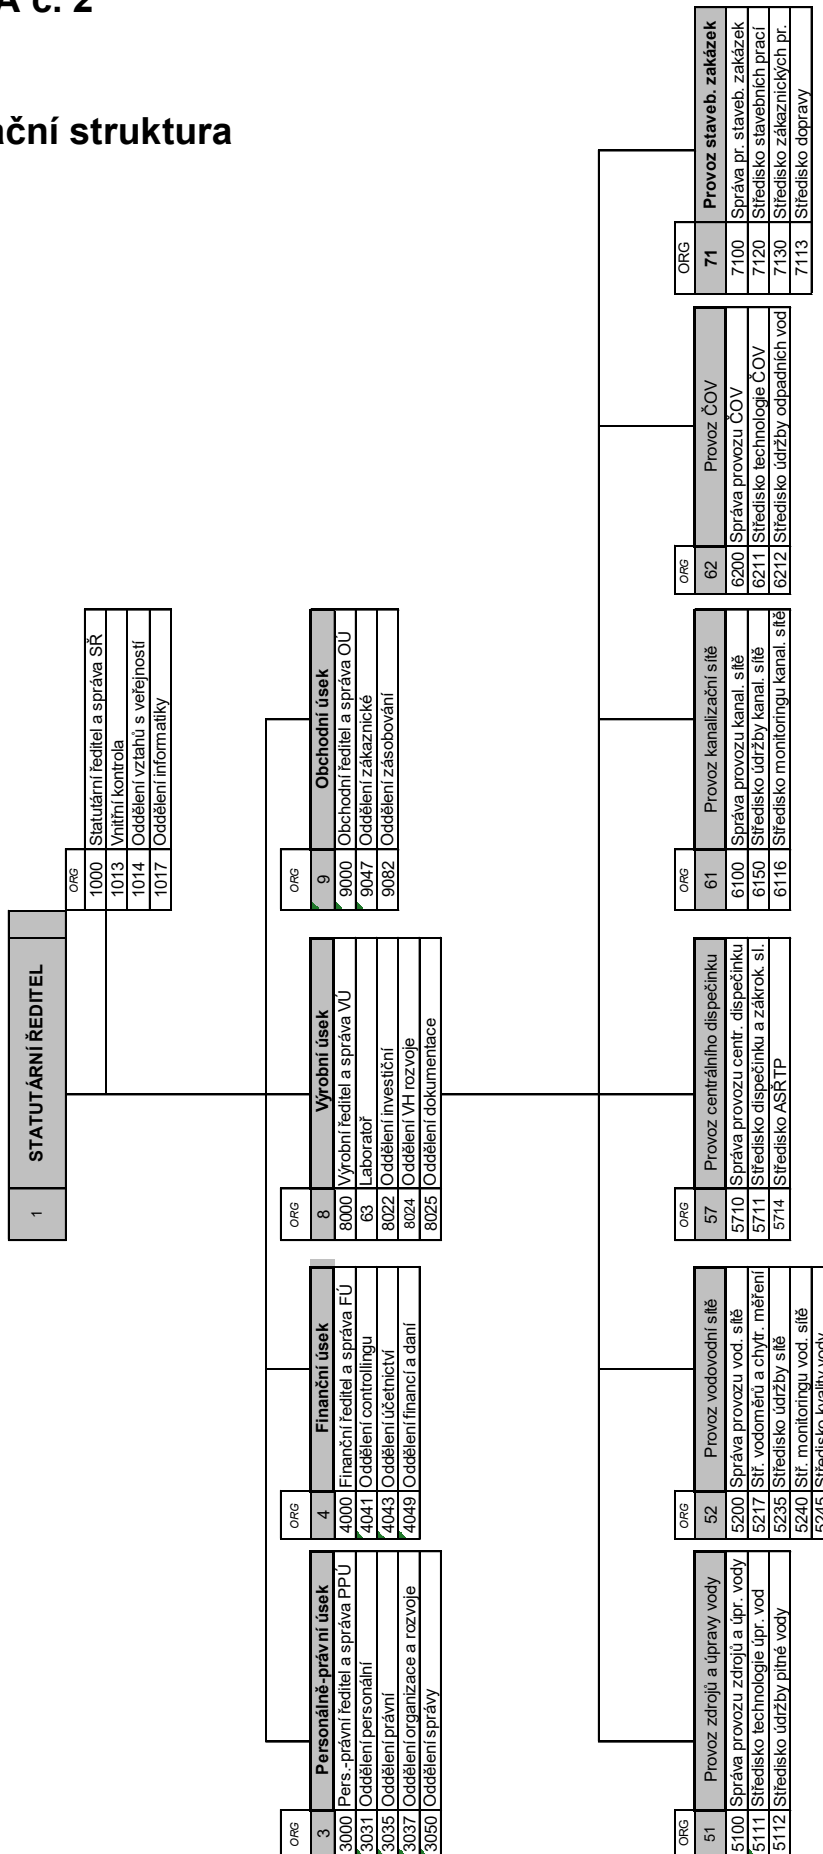 A č. 2
ační struktura
1 STATUTÁRNÍ ŘEDITEL
ORG
1000 Statutární ředitel a správa SŘ
1013 Vnitřní kontrola
1014 Oddělení vztahů s veřejností
1017 Oddělení informatiky
ORG
3 Personálně-právní úsek
3000 Pers.-právní ředitel a správa PPÚ
3031 Oddělení personální
3035 Oddělení právní
3037 Oddělení organizace a rozvoje
3050 Oddělení správy
ORG
4 Finanční úsek
4000 Finanční ředitel a správa FÚ
4041 Oddělení controllingu
4043 Oddělení účetnictví
4049 Oddělení financí a daní
ORG
8 Výrobní úsek
8000 Výrobní ředitel a správa VÚ
63 Laboratoř
8022 Oddělení investiční
8024 Oddělení VH rozvoje
8025 Oddělení dokumentace
ORG
9 Obchodní úsek
9000 Obchodní ředitel a správa OÚ
9047 Oddělení zákaznické
9082 Oddělení zásobování
ORG
51 Provoz zdrojů a úpravy vody
5100 Správa provozu zdrojů a úpr. vody
5111 Středisko technologie úpr. vod
5112 Středisko údržby pitné vody
ORG
52 Provoz vodovodní sítě
5200 Správa provozu vod. sítě
5217 Stř. vodoměrů a chytr. měření
5235 Středisko údržby sítě
5240 Stř. monitoringu vod. sítě
5245 Středisko kvality vody
ORG
57 Provoz centrálního dispečinku
5710 Správa provozu centr. dispečinku
5711 Středisko dispečinku a zákrok. sl.
5714 Středisko ASŘTP
ORG
61 Provoz kanalizační sítě
6100 Správa provozu kanal. sítě
6150 Středisko údržby kanal. sítě
6116 Středisko monitoringu kanal. sítě
ORG
62 Provoz ČOV
6200 Správa provozu ČOV
6211 Středisko technologie ČOV
6212 Středisko údržby odpadních vod
ORG
71 Provoz staveb. zakázek
7100 Správa pr. staveb. zakázek
7120 Středisko stavebních prací
7130 Středisko zákaznických pr.
7113 Středisko dopravy